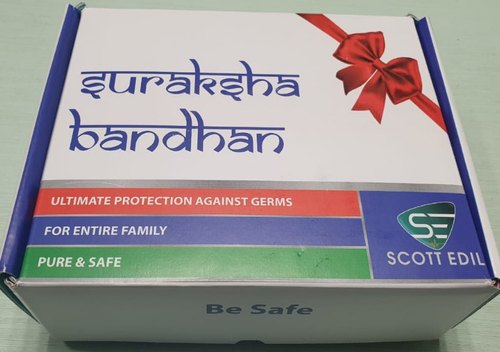 suraksha
bandhan
ULTIMATE PROTECTION AGAINST GERMS
FOR ENTIRE FAMILY
PURE & SAFE
SE
SCOTT EDIL
Be Safe